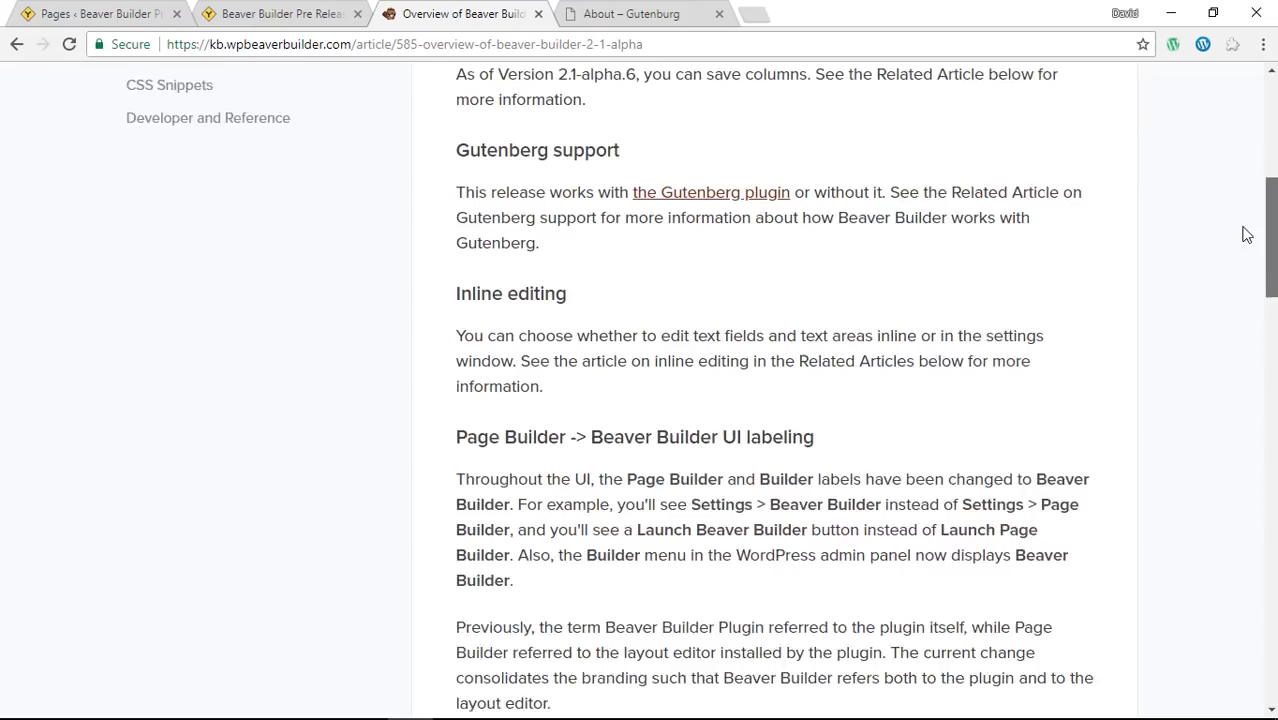 Pages ‹ Beaver Builder P
Beaver Builder Pre Relea
Overview of Beaver Build
About – Gutenburg
David
Secure
https://kb.wpbeaverbuilder.com/article/585-overview-of-beaver-builder-2-1-alpha
CSS Snippets
Developer and Reference
As of Version 2.1-alpha.6, you can save columns. See the Related Article below for
more information.
Gutenberg support
This release works with the Gutenberg plugin or without it. See the Related Article on
Gutenberg support for more information about how Beaver Builder works with
Gutenberg.
Inline editing
You can choose whether to edit text fields and text areas inline or in the settings
window. See the article on inline editing in the Related Articles below for more
information.
Page Builder -> Beaver Builder UI labeling
Throughout the UI, the Page Builder and Builder labels have been changed to Beaver
Builder. For example, you'll see Settings > Beaver Builder instead of Settings > Page
Builder, and you'll see a Launch Beaver Builder button instead of Launch Page
Builder. Also, the Builder menu in the WordPress admin panel now displays Beaver
Builder.
Previously, the term Beaver Builder Plugin referred to the plugin itself, while Page
Builder referred to the layout editor installed by the plugin. The current change
consolidates the branding such that Beaver Builder refers both to the plugin and to the
layout editor.